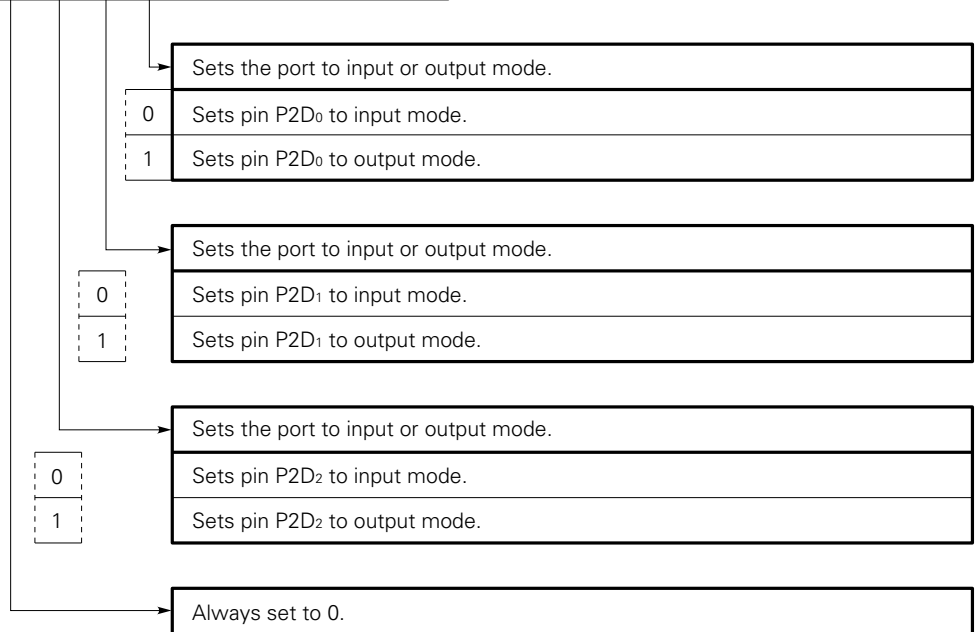 Sets the port to input or output mode.
0 Sets pin P2D₀ to input mode.
1 Sets pin P2D₀ to output mode.
Sets the port to input or output mode.
0 Sets pin P2D₁ to input mode.
1 Sets pin P2D₁ to output mode.
Sets the port to input or output mode.
0 Sets pin P2D₂ to input mode.
1 Sets pin P2D₂ to output mode.
Always set to 0.